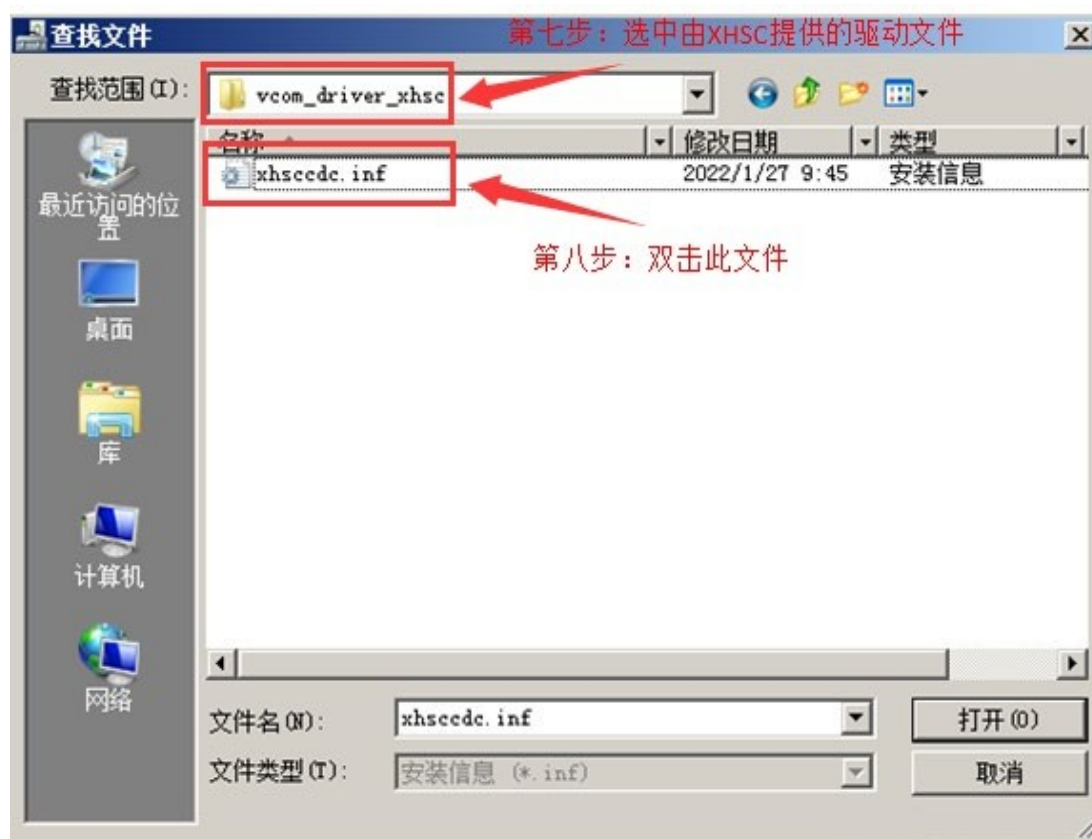 查找文件
第七步：选中由XHSC提供的驱动文件
查找范围(I):
vcom_driver_xhsc
名称
修改日期
类型
xhsccdc.inf
2022/1/27 9:45
安装信息
第八步：双击此文件
最近访问的位
置
桌面
库
计算机
网络
文件名(N):
xhsccdc.inf
打开(O)
文件类型(T):
安装信息 (*.inf)
取消